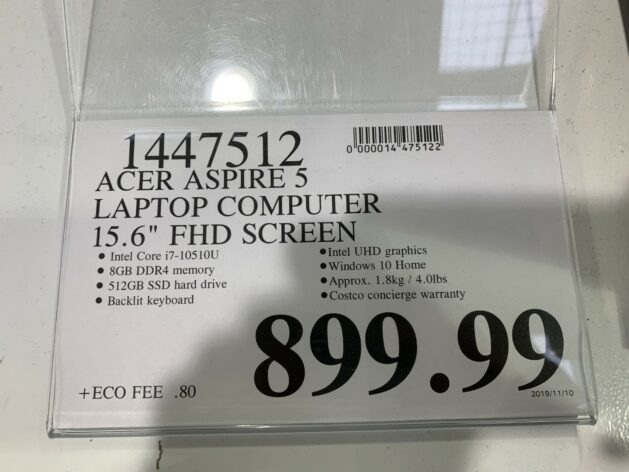 1447512
0 000014 475122
ACER ASPIRE 5
LAPTOP COMPUTER
15.6" FHD SCREEN
• Intel Core i7-10510U
• 8GB DDR4 memory
• 512GB SSD hard drive
• Backlit keyboard
• Intel UHD graphics
• Windows 10 Home
• Approx. 1.8kg / 4.0lbs
• Costco concierge warranty
899.99
+ECO FEE .80
2019/11/10